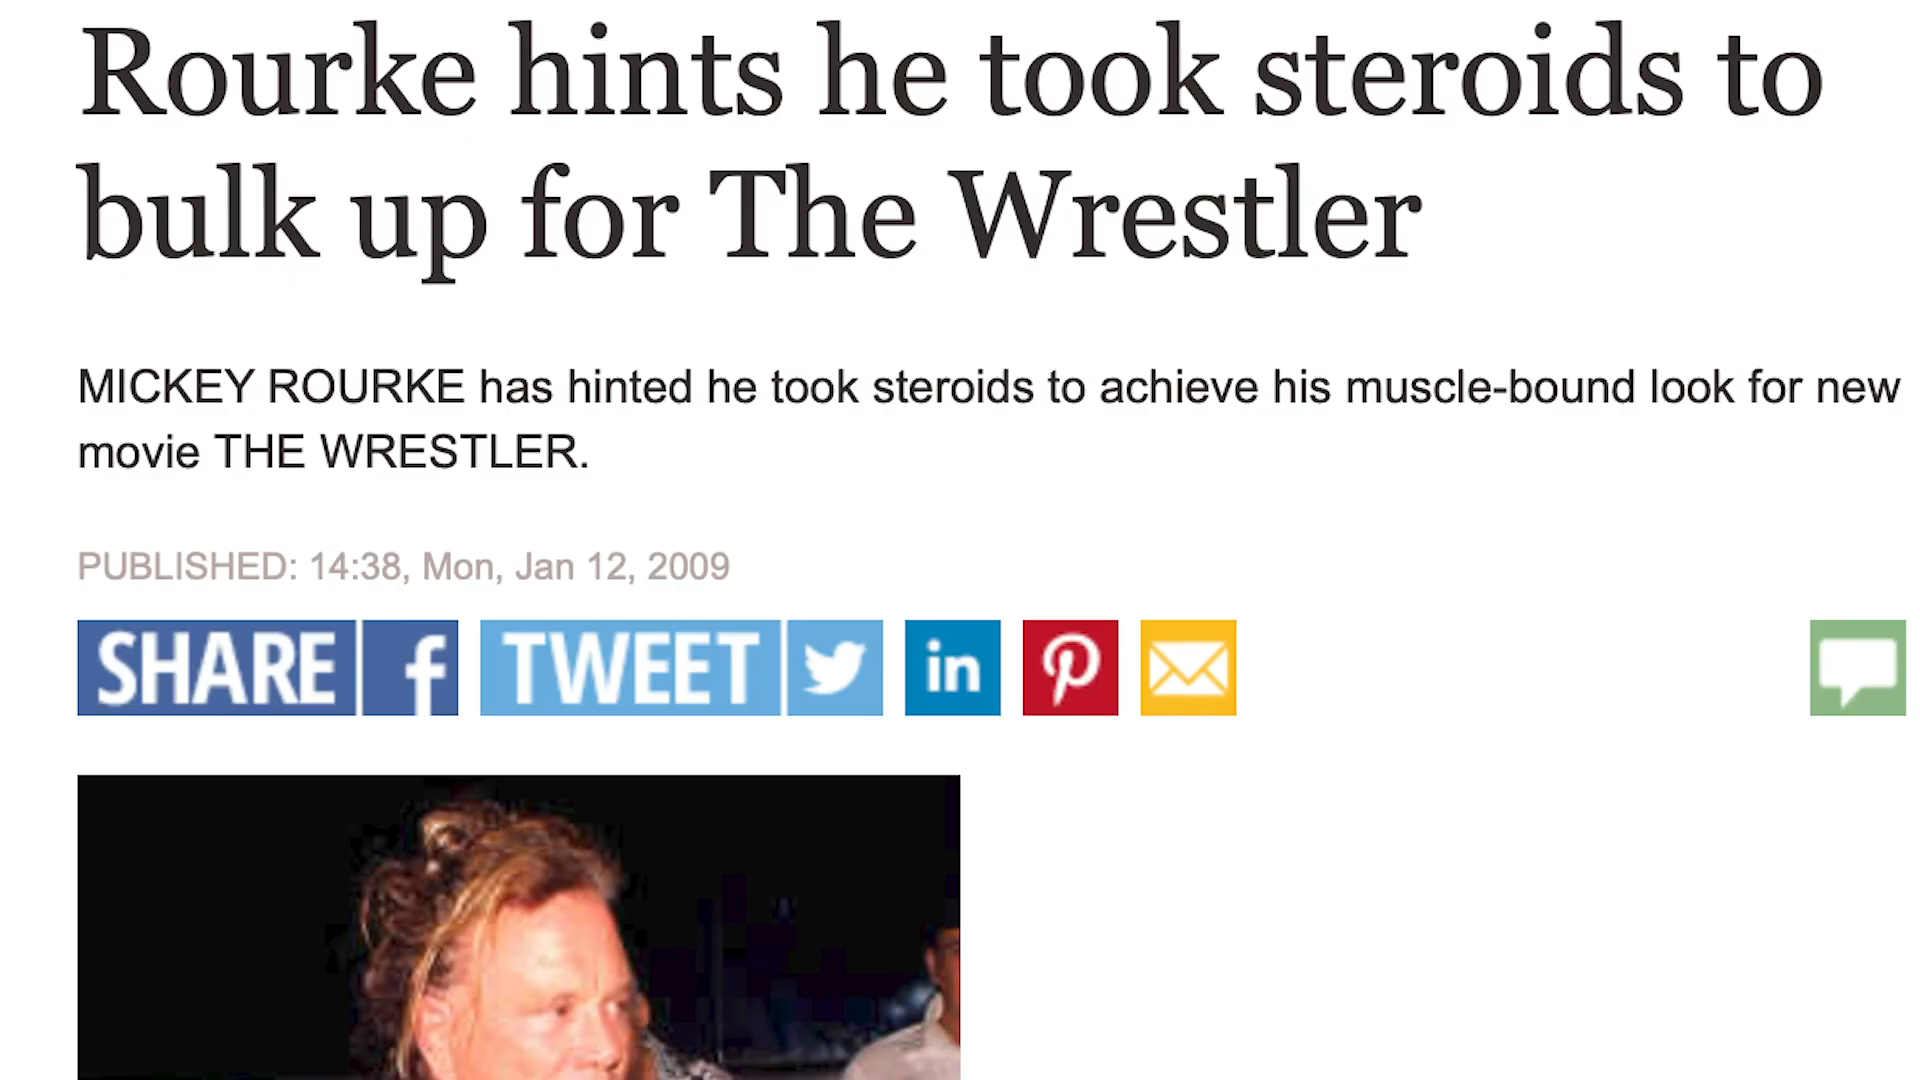 Rourke hints he took steroids to
bulk up for The Wrestler
MICKEY ROURKE has hinted he took steroids to achieve his muscle-bound look for new
movie THE WRESTLER.
PUBLISHED: 14:38, Mon, Jan 12, 2009
SHARE f TWEET in